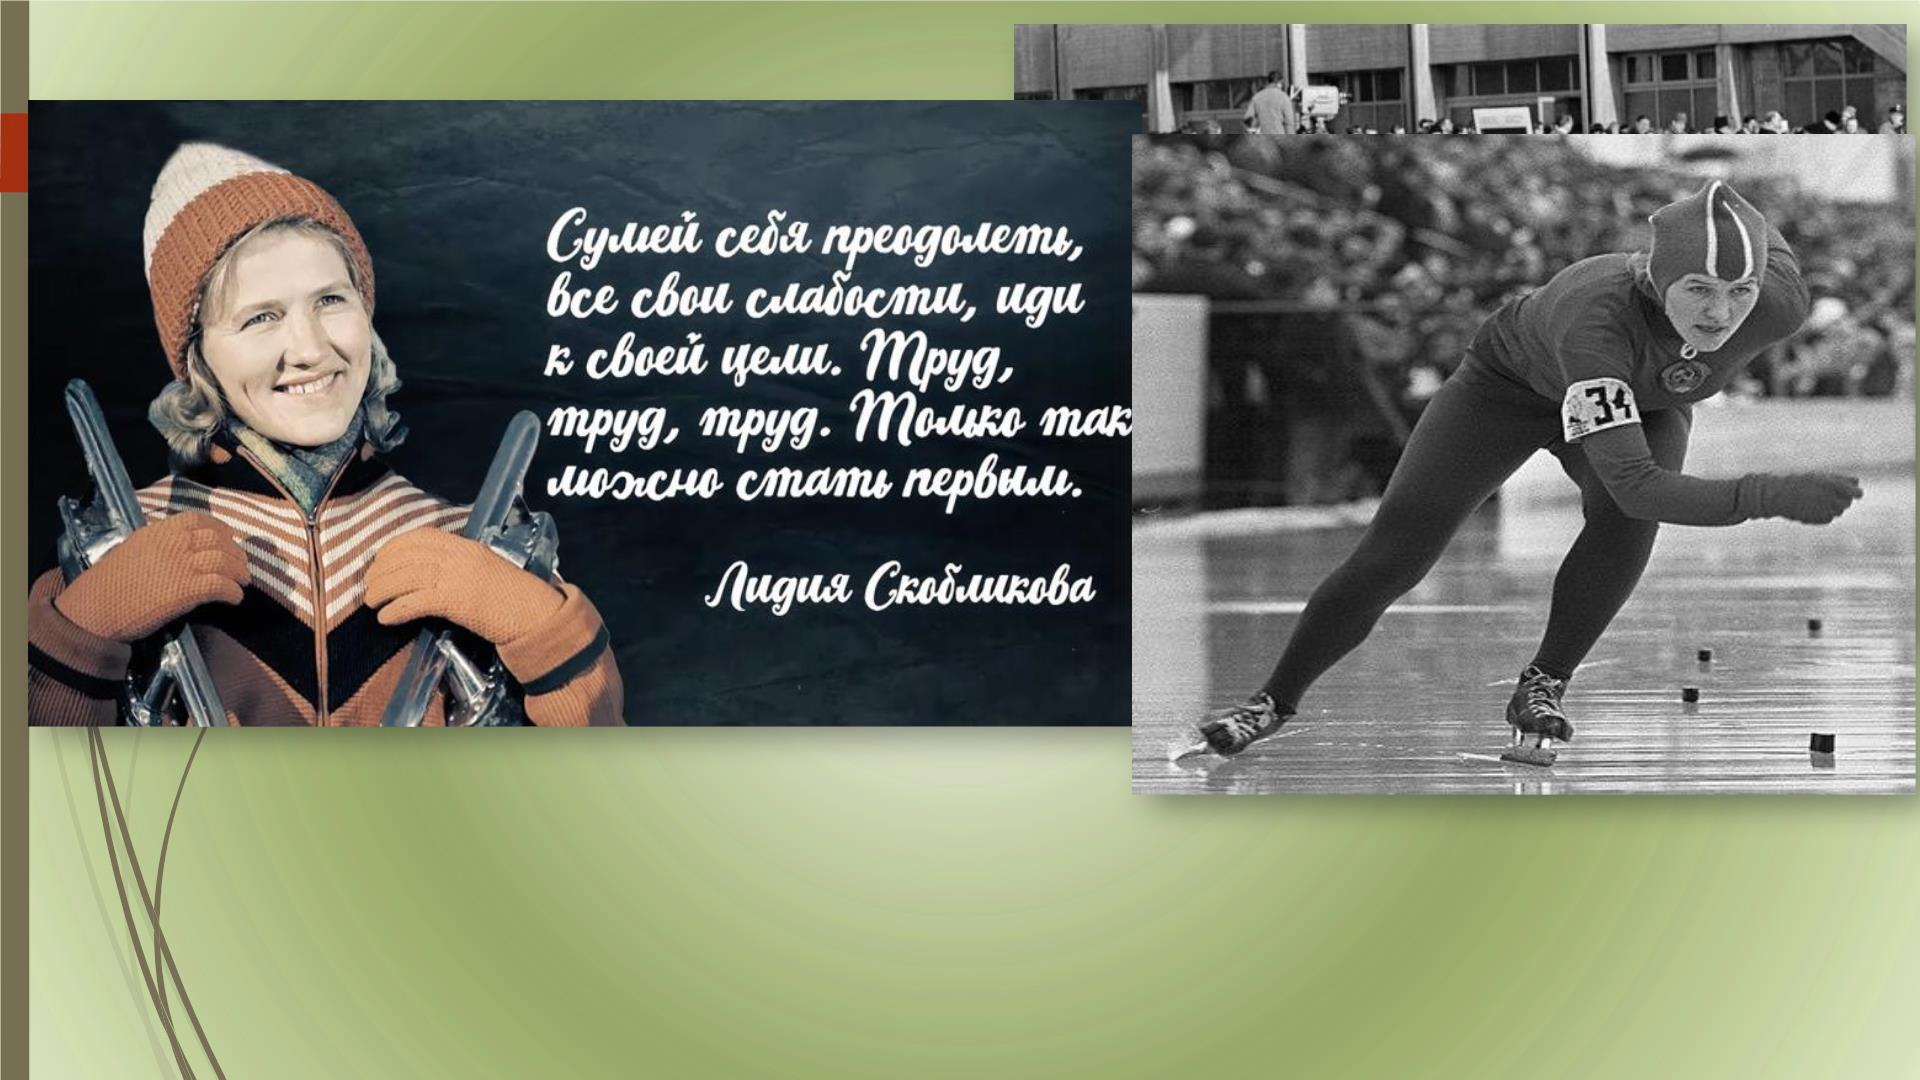 Сумей себя преодолеть,
все свои слабости, иди
к своей цели. Труд,
труд, труд. Только так
можно стать первым.
Лидия Скобликова
34